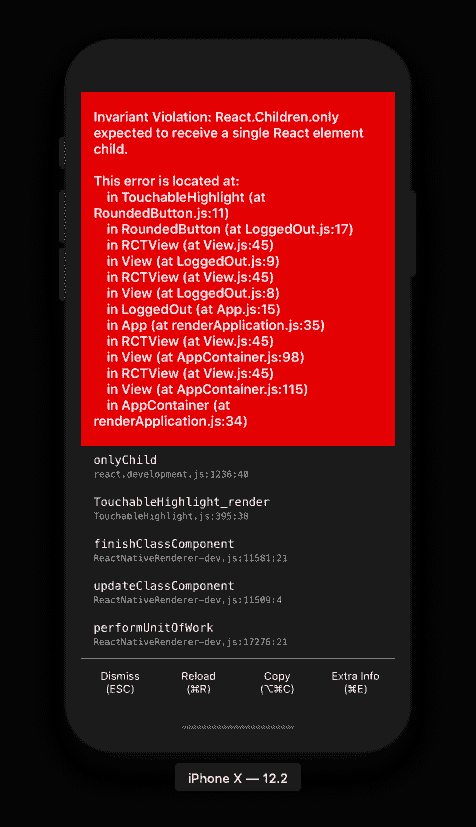 Invariant Violation: React.Children.only
expected to receive a single React element
child.
This error is located at:
in TouchableHighlight (at
RoundedButton.js:11)
in RoundedButton (at LoggedOut.js:17)
in RCTView (at View.js:45)
in View (at LoggedOut.js:9)
in RCTView (at View.js:45)
in View (at LoggedOut.js:8)
in LoggedOut (at App.js:15)
in App (at renderApplication.js:35)
in RCTView (at View.js:45)
in View (at AppContainer.js:98)
in RCTView (at View.js:45)
in View (at AppContainer.js:115)
in AppContainer (at
renderApplication.js:34)
onlyChild
react.development.js:1236:40
TouchableHighlight_render
TouchableHighlight.js:395:38
finishClassComponent
ReactNativeRenderer-dev.js:11581:21
updateClassComponent
ReactNativeRenderer-dev.js:11509:4
performUnitOfWork
ReactNativeRenderer-dev.js:17276:21
Dismiss Reload Copy Extra Info
(ESC) (⌘R) (⌥⌘C) (⌘E)
iPhone X — 12.2